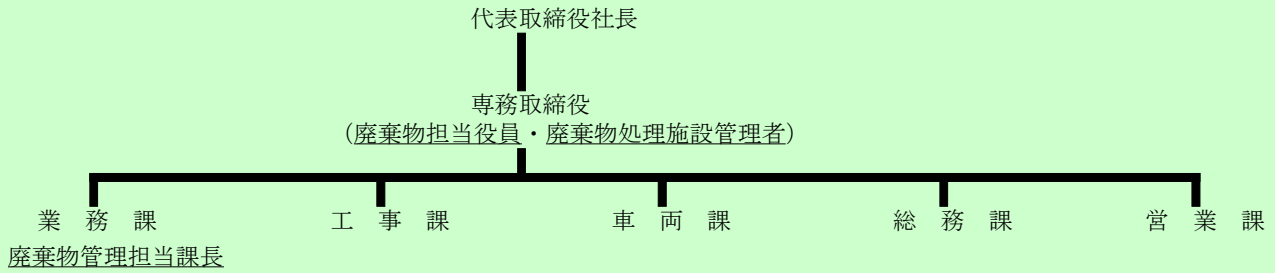 代表取締役社長
専務取締役
（廃棄物担当役員・廃棄物処理施設管理者）
業　務　課　工　事　課　車　両　課　総　務　課　営　業　課
廃棄物管理担当課長